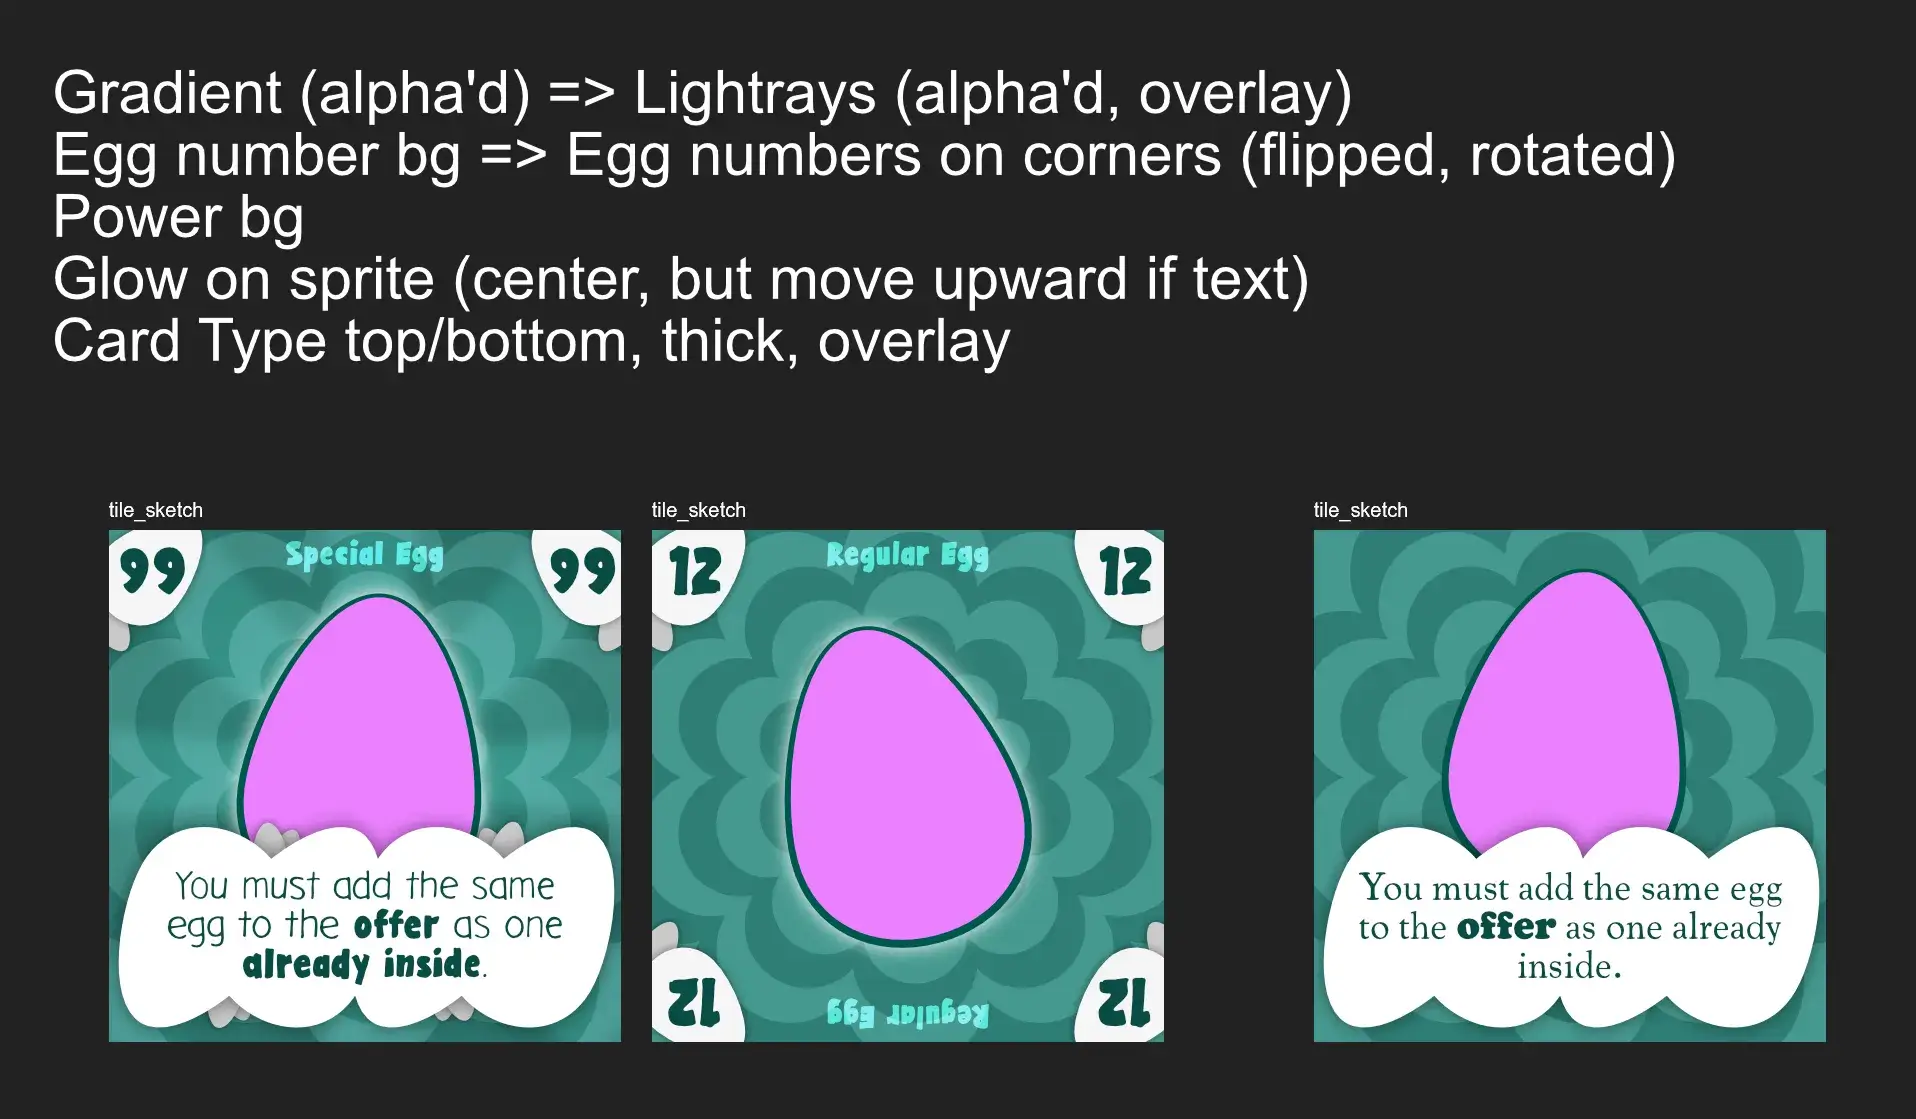 Gradient (alpha'd) => Lightrays (alpha'd, overlay)
Egg number bg => Egg numbers on corners (flipped, rotated)
Power bg
Glow on sprite (center, but move upward if text)
Card Type top/bottom, thick, overlay
tile_sketch
99
Special Egg
99
You must add the same
egg to the offer as one
already inside.
tile_sketch
12
Regular Egg
12
12
Regular Egg
12
tile_sketch
You must add the same egg
to the offer as one already
inside.